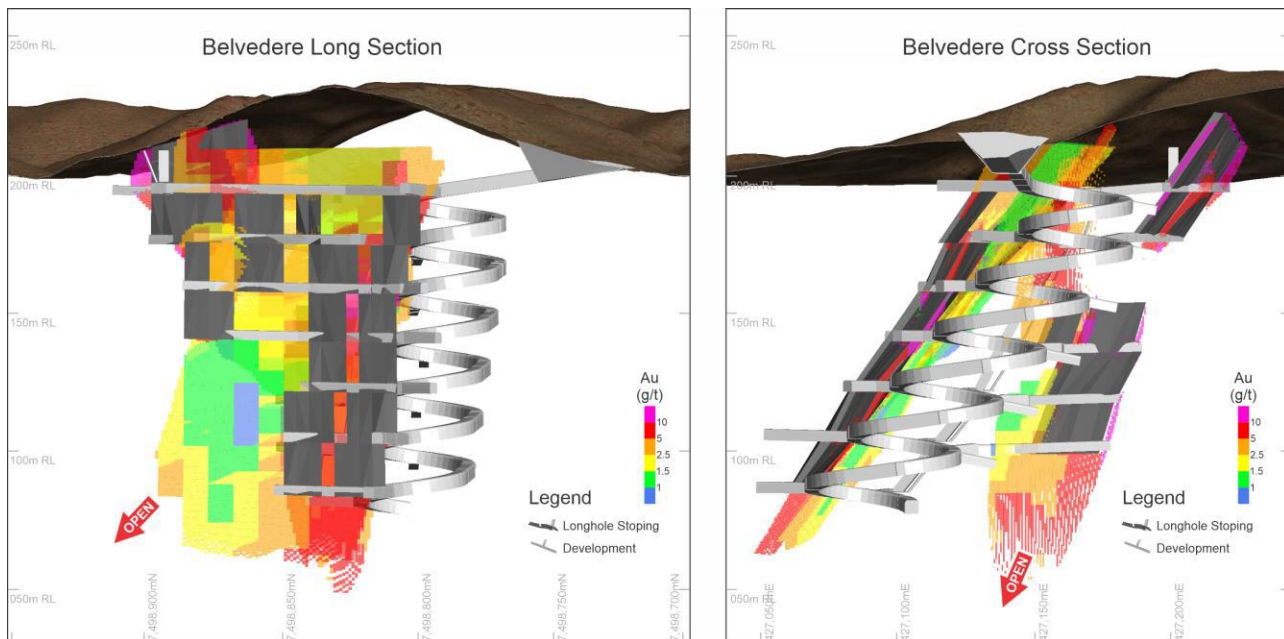 Belvedere Long Section
250m RL
200m RL
150m RL
100m RL
050m RL
Au
(g/t)
10
5
2.5
1.5
1
Legend
Longhole Stoping
Development
OPEN
7,498,900mN
7,498,850mN
7,498,800mN
7,498,750mN
7,498,700mN
Belvedere Cross Section
250m RL
200m RL
150m RL
100m RL
050m RL
Au
(g/t)
10
5
2.5
1.5
1
Legend
Longhole Stoping
Development
OPEN
427,050mE
427,100mE
427,150mE
427,200mE